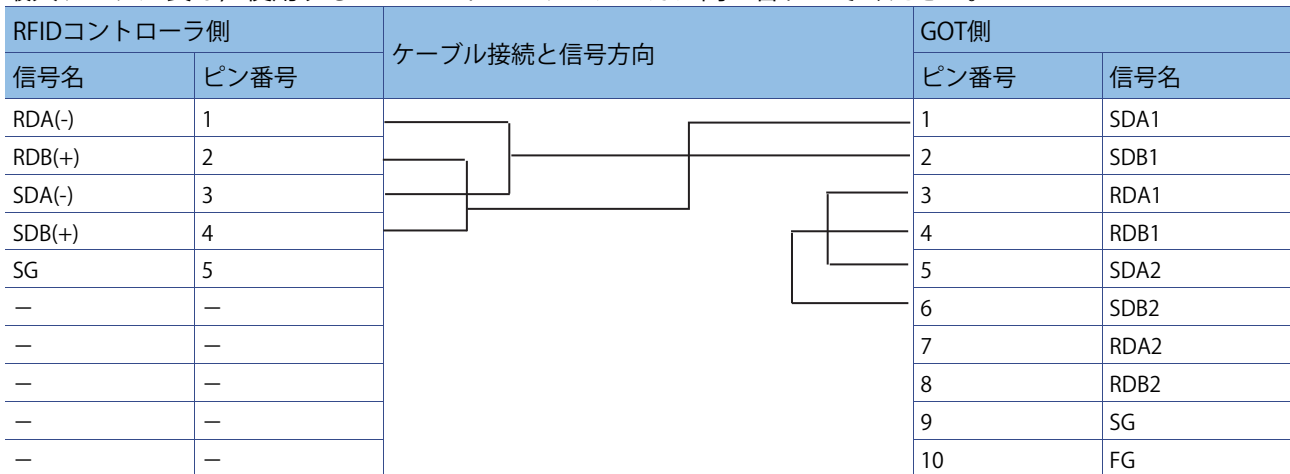 RFIDコントローラ側 ケーブル接続と信号方向 GOT側
信号名 ピン番号 ピン番号 信号名
RDA(-) 1 1 SDA1
RDB(+) 2 2 SDB1
SDA(-) 3 3 RDA1
SDB(+) 4 4 RDB1
SG 5 5 SDA2
— — 6 SDB2
— — 7 RDA2
— — 8 RDB2
— — 9 SG
— — 10 FG